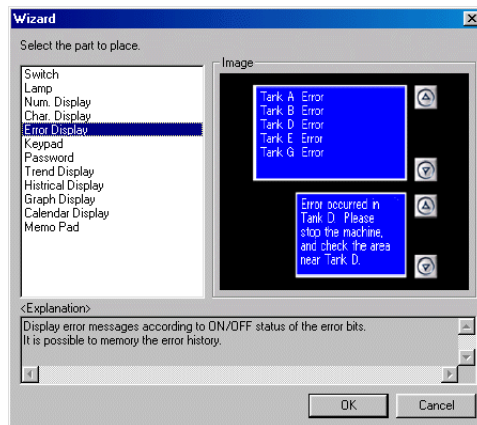 Wizard
Select the part to place.
Switch
Lamp
Num. Display
Char. Display
Error Display
Keypad
Password
Trend Display
Histrical Display
Graph Display
Calendar Display
Memo Pad
Image
Tank A Error
Tank B Error
Tank D Error
Tank E Error
Tank G Error
Error occurred in
Tank D. Please
stop the machine,
and check the area
near Tank D.
<Explanation>
Display error messages according to ON/OFF status of the error bits.
It is possible to memory the error history.
OK
Cancel